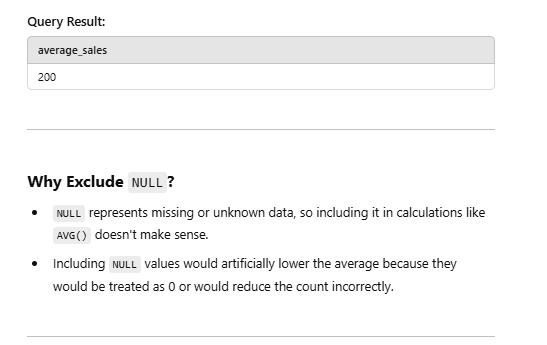 Query Result:
average_sales
200
Why Exclude NULL?
• NULL represents missing or unknown data, so including it in calculations like
AVG() doesn't make sense.
• Including NULL values would artificially lower the average because they
would be treated as 0 or would reduce the count incorrectly.